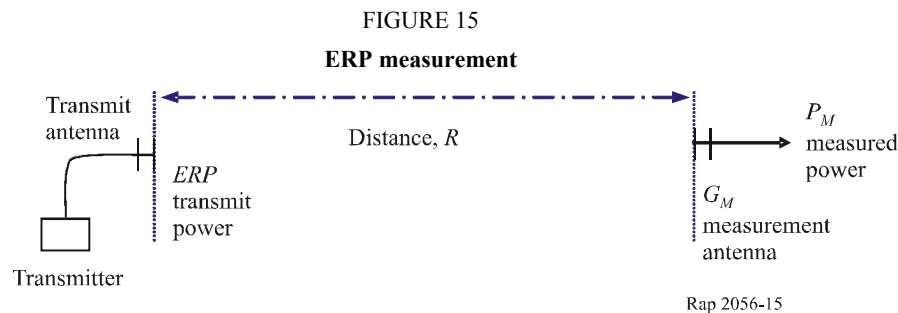 FIGURE 15
ERP measurement
Transmit
antenna
Distance, R
P_M
measured
power
ERP
transmit
power
G_M
measurement
antenna
Transmitter
Rap 2056-15